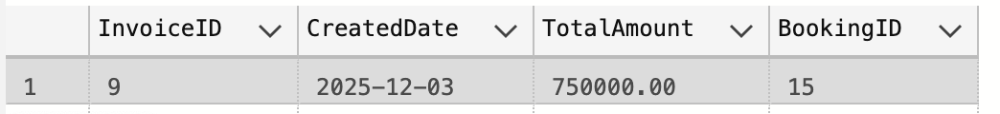 InvoiceID CreatedDate TotalAmount BookingID
1 9 2025-12-03 750000.00 15